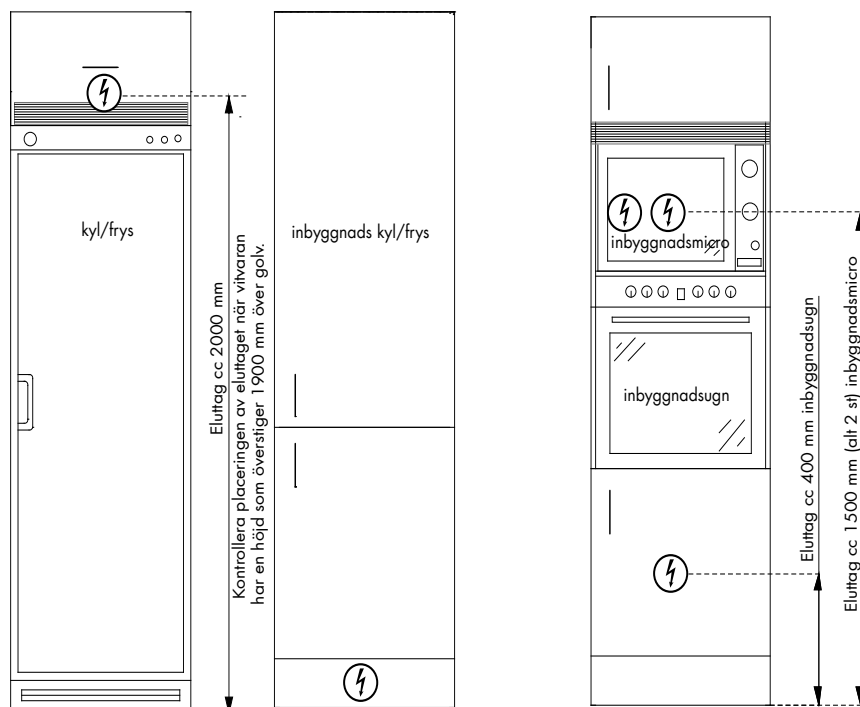 kyl/frys
Eluttag cc 2000 mm
Kontrollera placeringen av eluttaget när vitvaran
har en höjd som överstiger 1900 mm över golv.
inbyggnads kyl/frys
inbyggnadsmicro
inbyggnadsugn
Eluttag cc 400 mm inbyggnadsugn
Eluttag cc 1500 mm (alt 2 st) inbyggnadsmicro